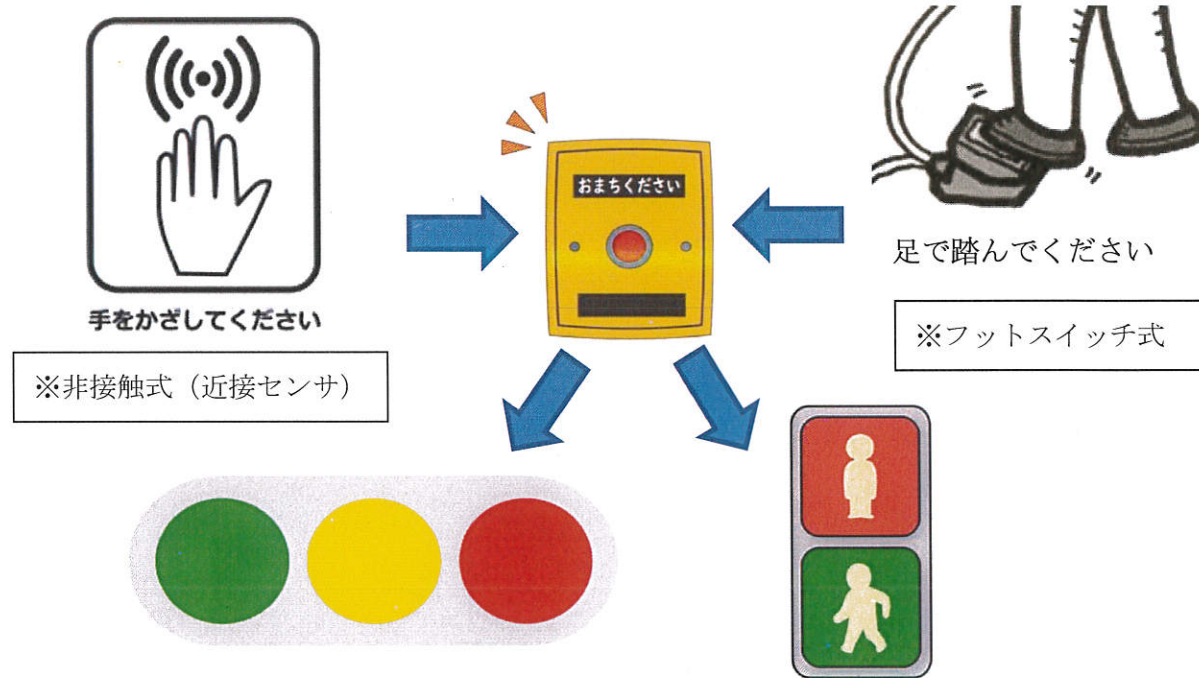 おまちください
手をかざしてください
※非接触式（近接センサ）
足で踏んでください
※フットスイッチ式